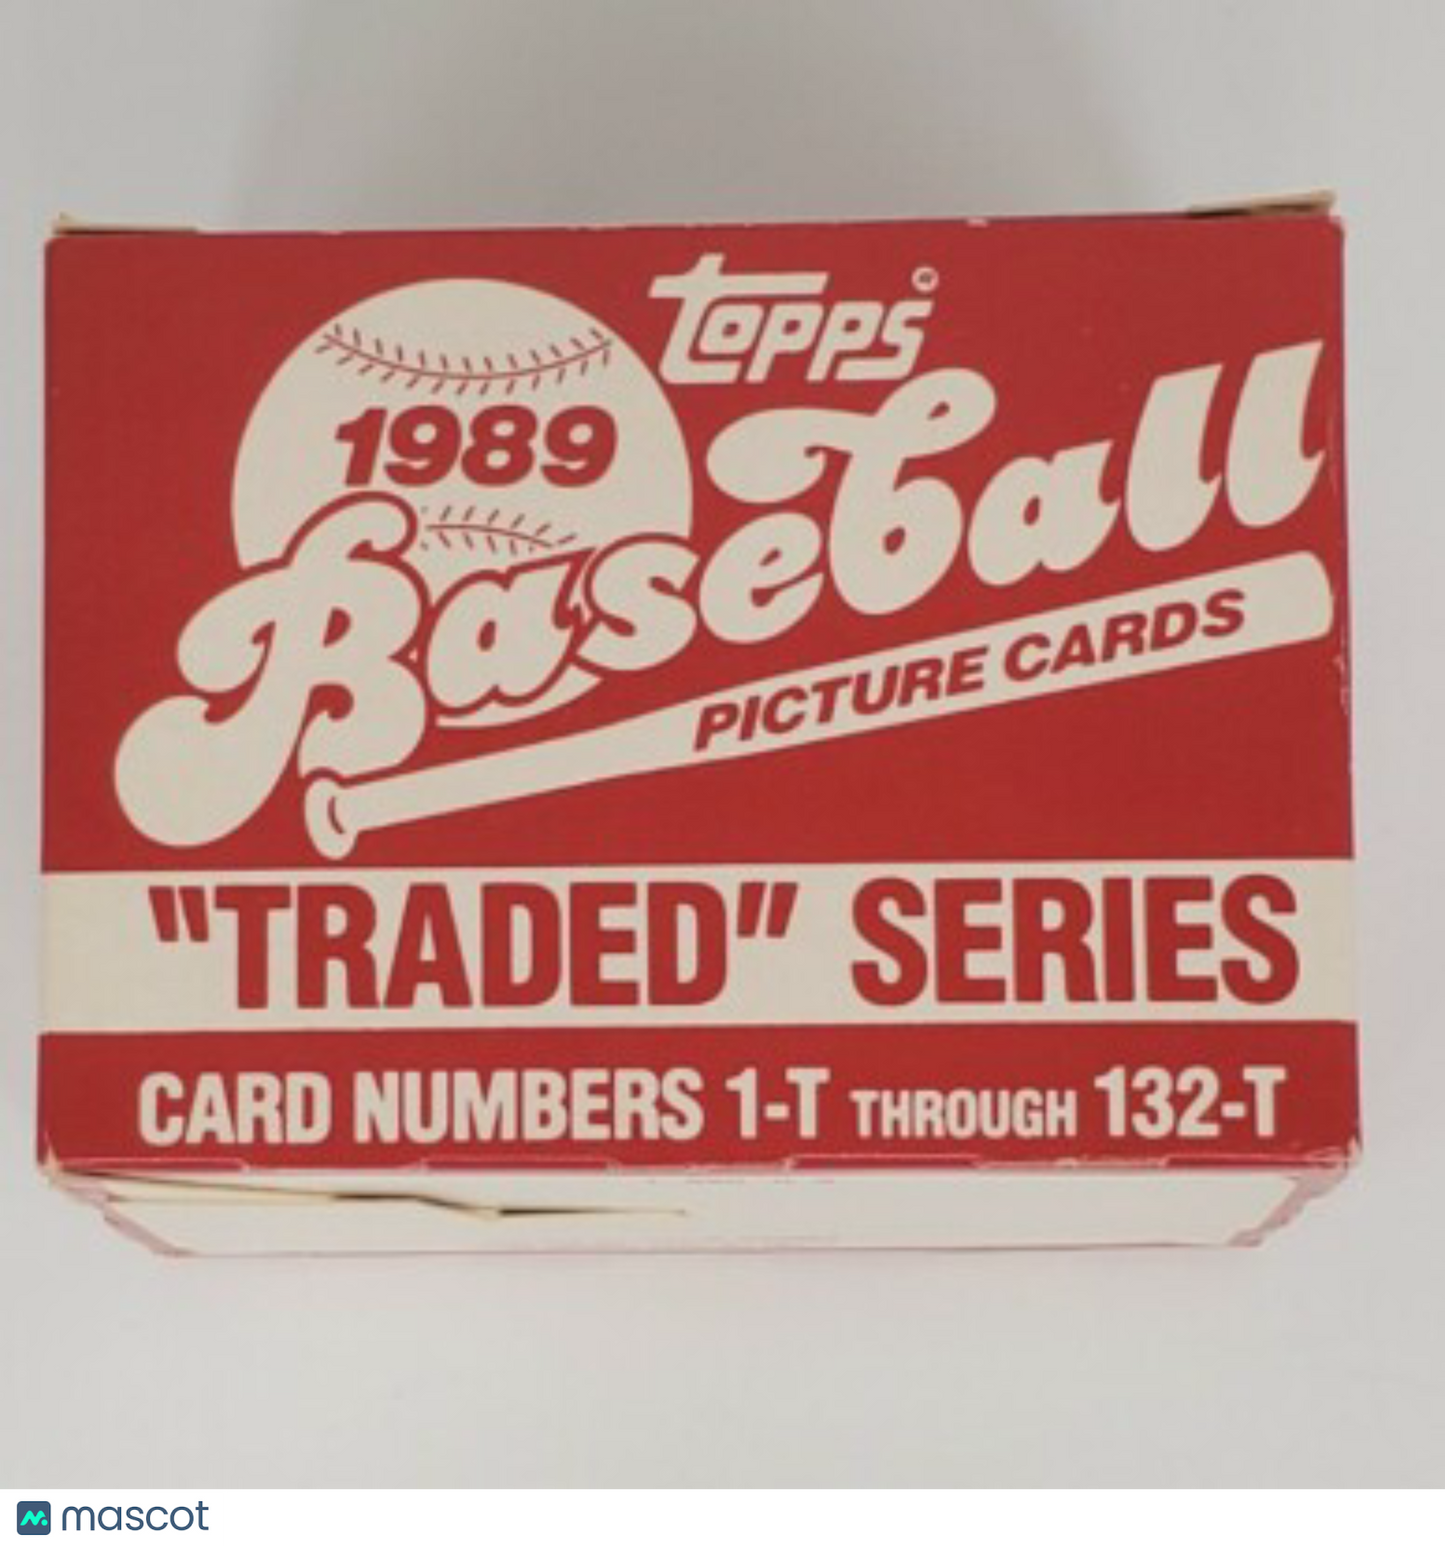 topps®
1989
Baseball
PICTURE CARDS
"TRADED" SERIES
CARD NUMBERS 1-T THROUGH 132-T
mascot